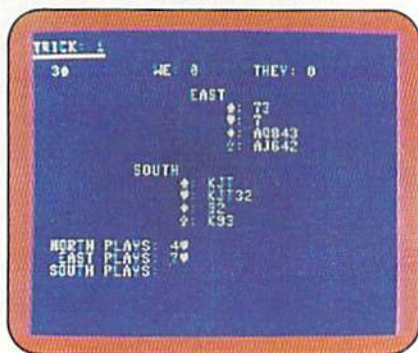 TRICK: 1
3♦ WE: 0 THEY: 0
EAST
♠: 73
♥: 7
♦: AQ843
♣: AJ642
SOUTH
♠: KJT
♥: KJT32
♦: 92
♣: K93
NORTH PLAYS: 4♥
EAST PLAYS: 7♥
SOUTH PLAYS: